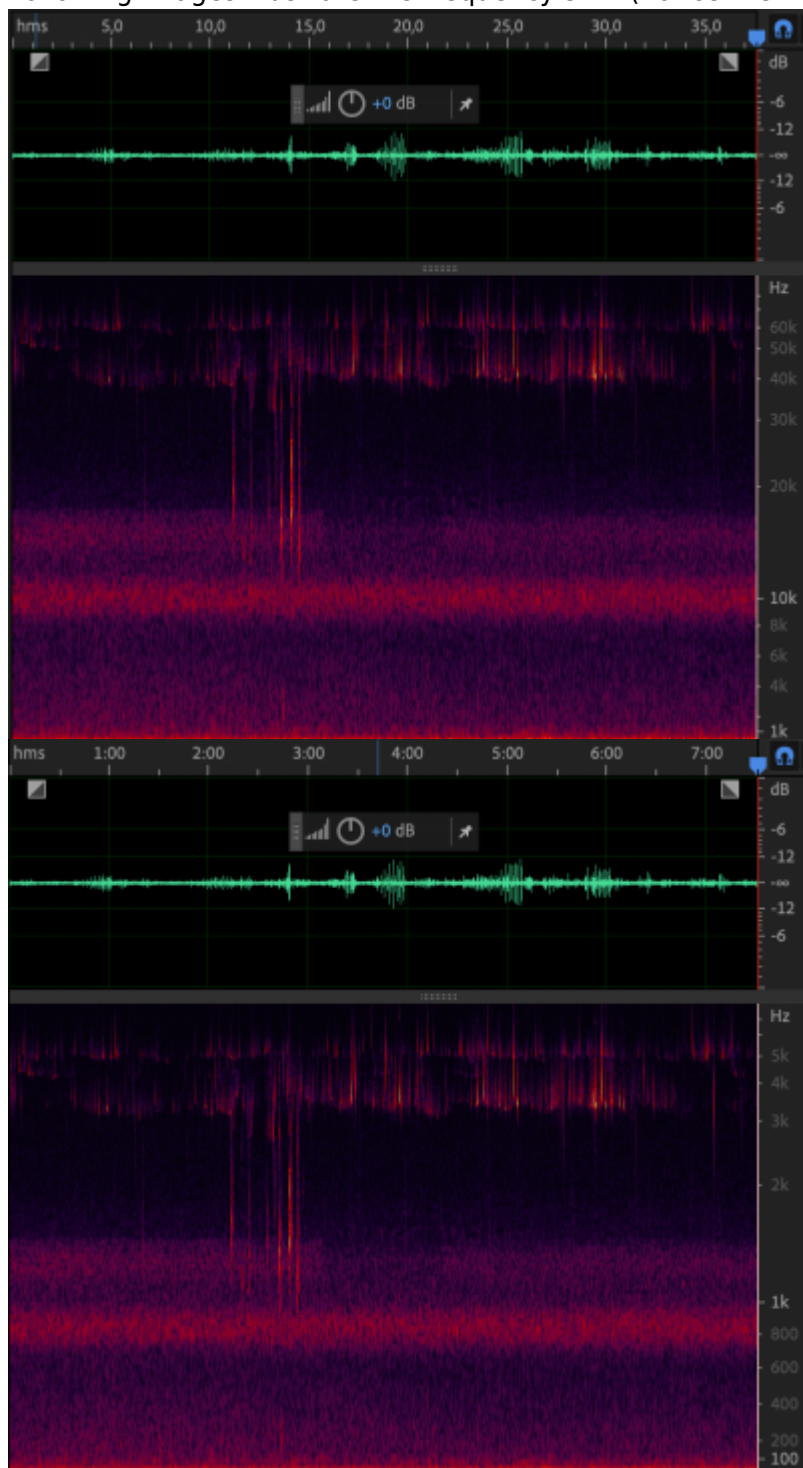 hms 5,0 10,0 15,0 20,0 25,0 30,0 35,0
dB
+0 dB
-6
-12
-∞
-12
-6
Hz
60k
50k
40k
30k
20k
10k
8k
6k
4k
1k
hms 1:00 2:00 3:00 4:00 5:00 6:00 7:00
dB
+0 dB
-6
-12
-∞
-12
-6
Hz
5k
4k
3k
2k
1k
800
600
400
200
100